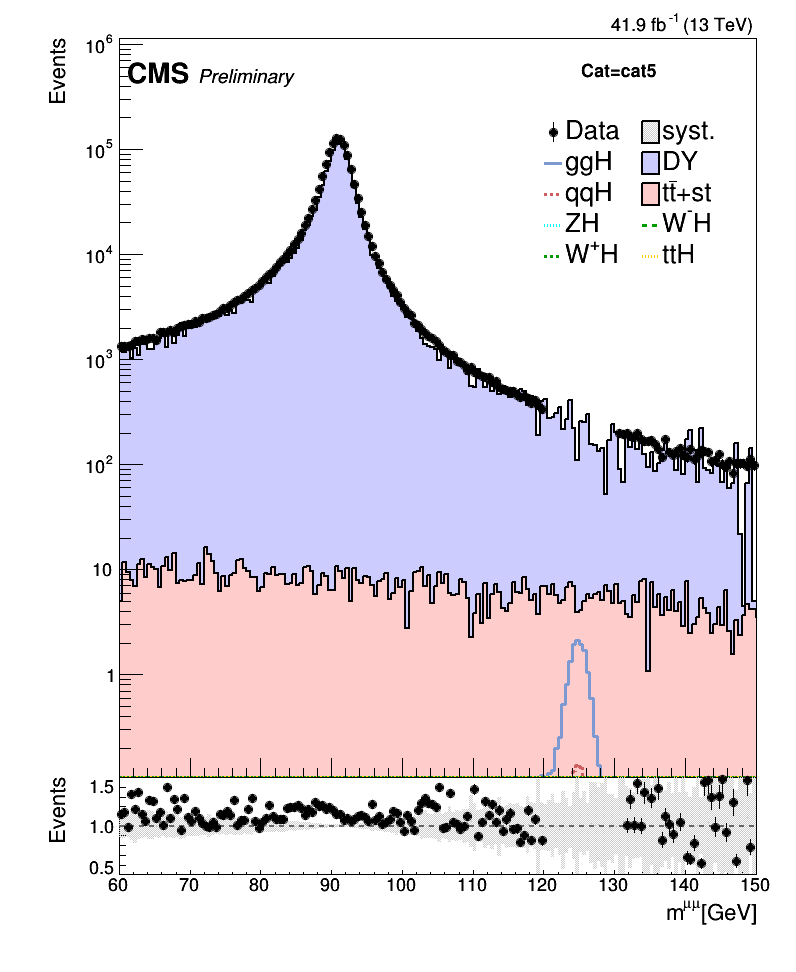 41.9 fb⁻¹ (13 TeV)
CMS Preliminary
Cat=cat5
Events
10⁶
10⁵
10⁴
10³
10²
10
1
Data syst.
ggH DY
qqH tt̄+st
ZH W⁻H
W⁺H ttH
Events
1.5
1.0
0.5
60 70 80 90 100 110 120 130 140 150
m^μμ[GeV]